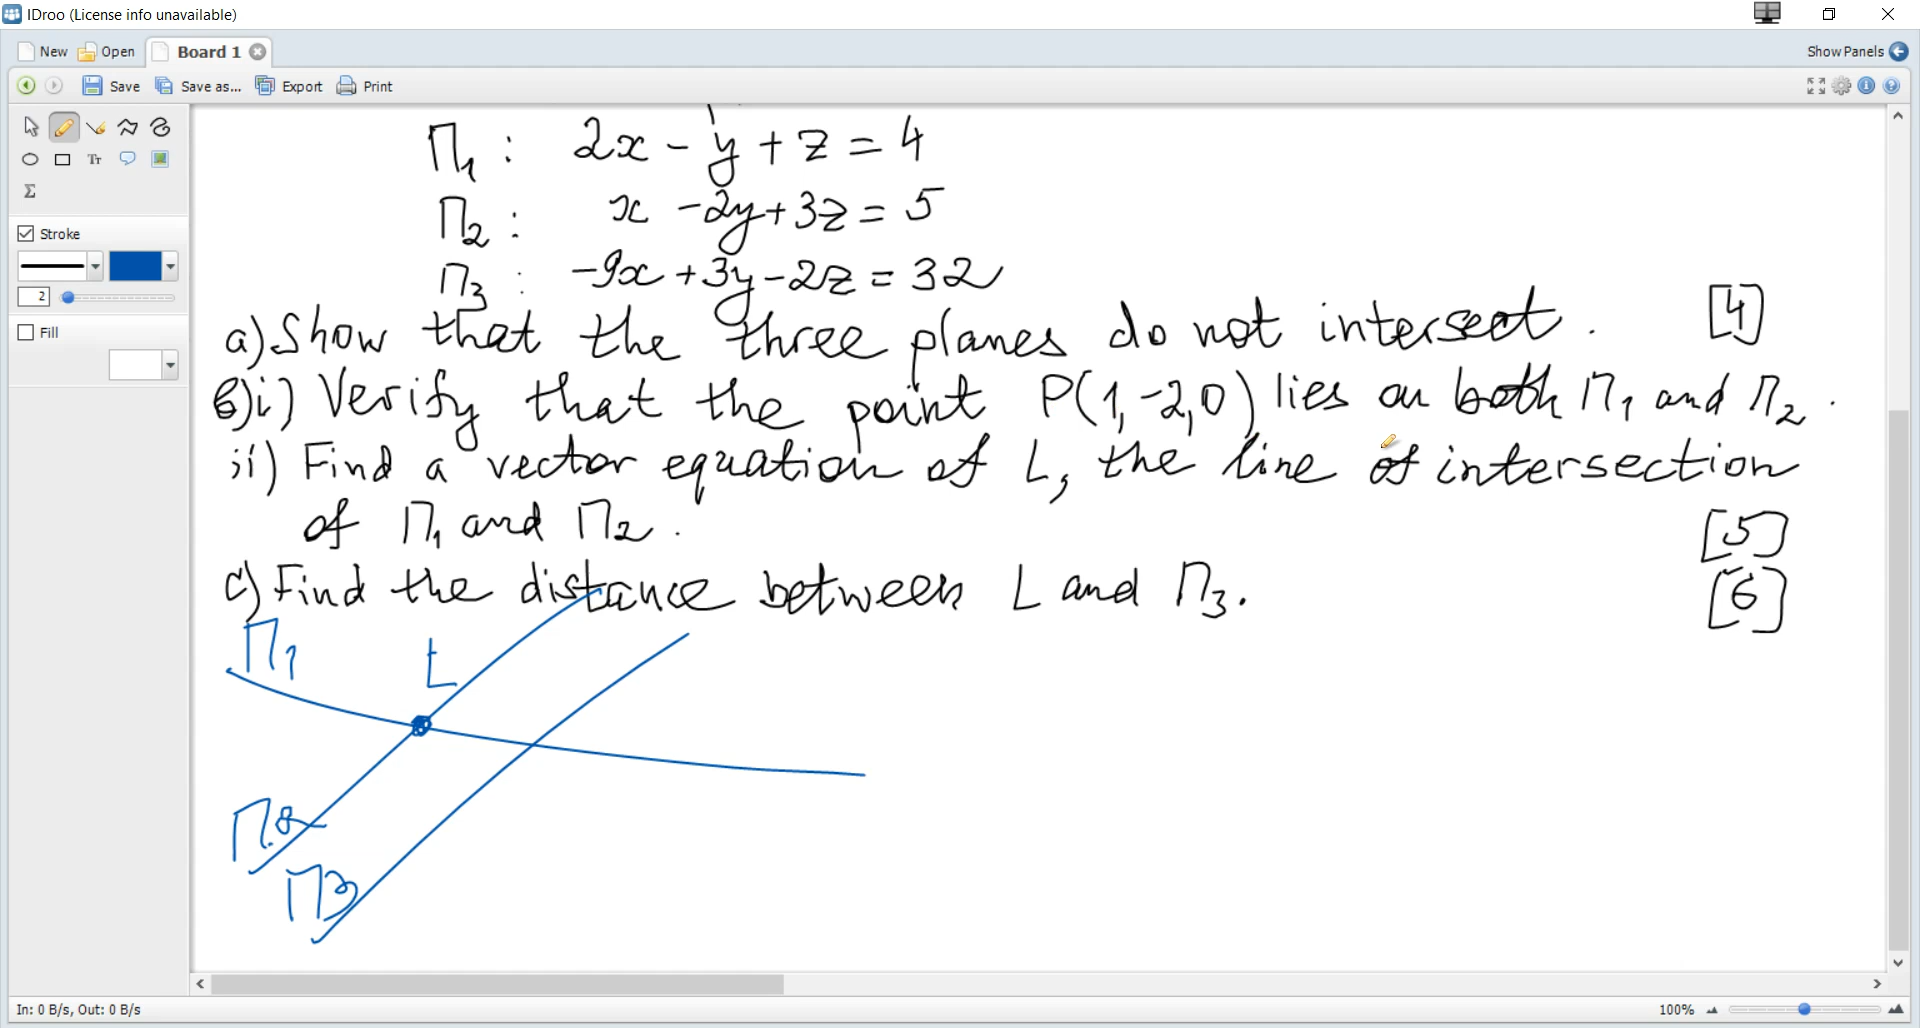 IDroo (License info unavailable)
New Open Board 1 Show Panels
Save Save as... Export Print
Tт
Σ
Stroke
2
Fill
Π1 : 2x - y + z = 4
Π2 : x - 2y + 3z = 5
Π3 : -9x + 3y - 2z = 32
a) Show that the three planes do not intersect. [4]
b) i) Verify that the point P(1, -2, 0) lies on both Π1 and Π2.
ii) Find a vector equation of L, the line of intersection
of Π1 and Π2. [5]
c) Find the distance between L and Π3. [6]
Π1
L
Π2
Π3
In: 0 B/s, Out: 0 B/s 100%